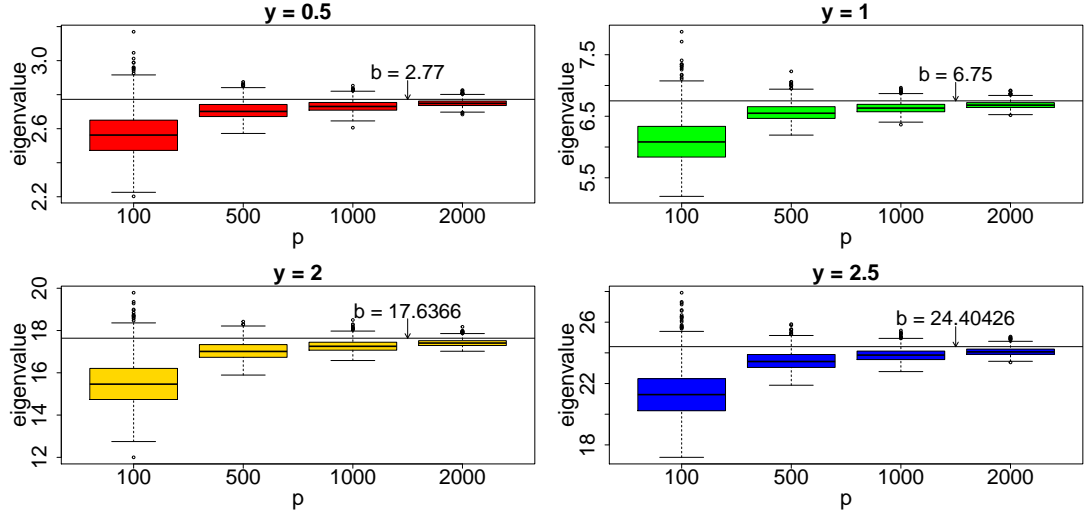 y = 0.5
eigenvalue
3.0
2.6
2.2
b = 2.77
100 500 1000 2000
p
y = 1
eigenvalue
7.5
6.5
5.5
b = 6.75
100 500 1000 2000
p
y = 2
eigenvalue
20
18
16
14
12
b = 17.6366
100 500 1000 2000
p
y = 2.5
eigenvalue
26
22
18
b = 24.40426
100 500 1000 2000
p